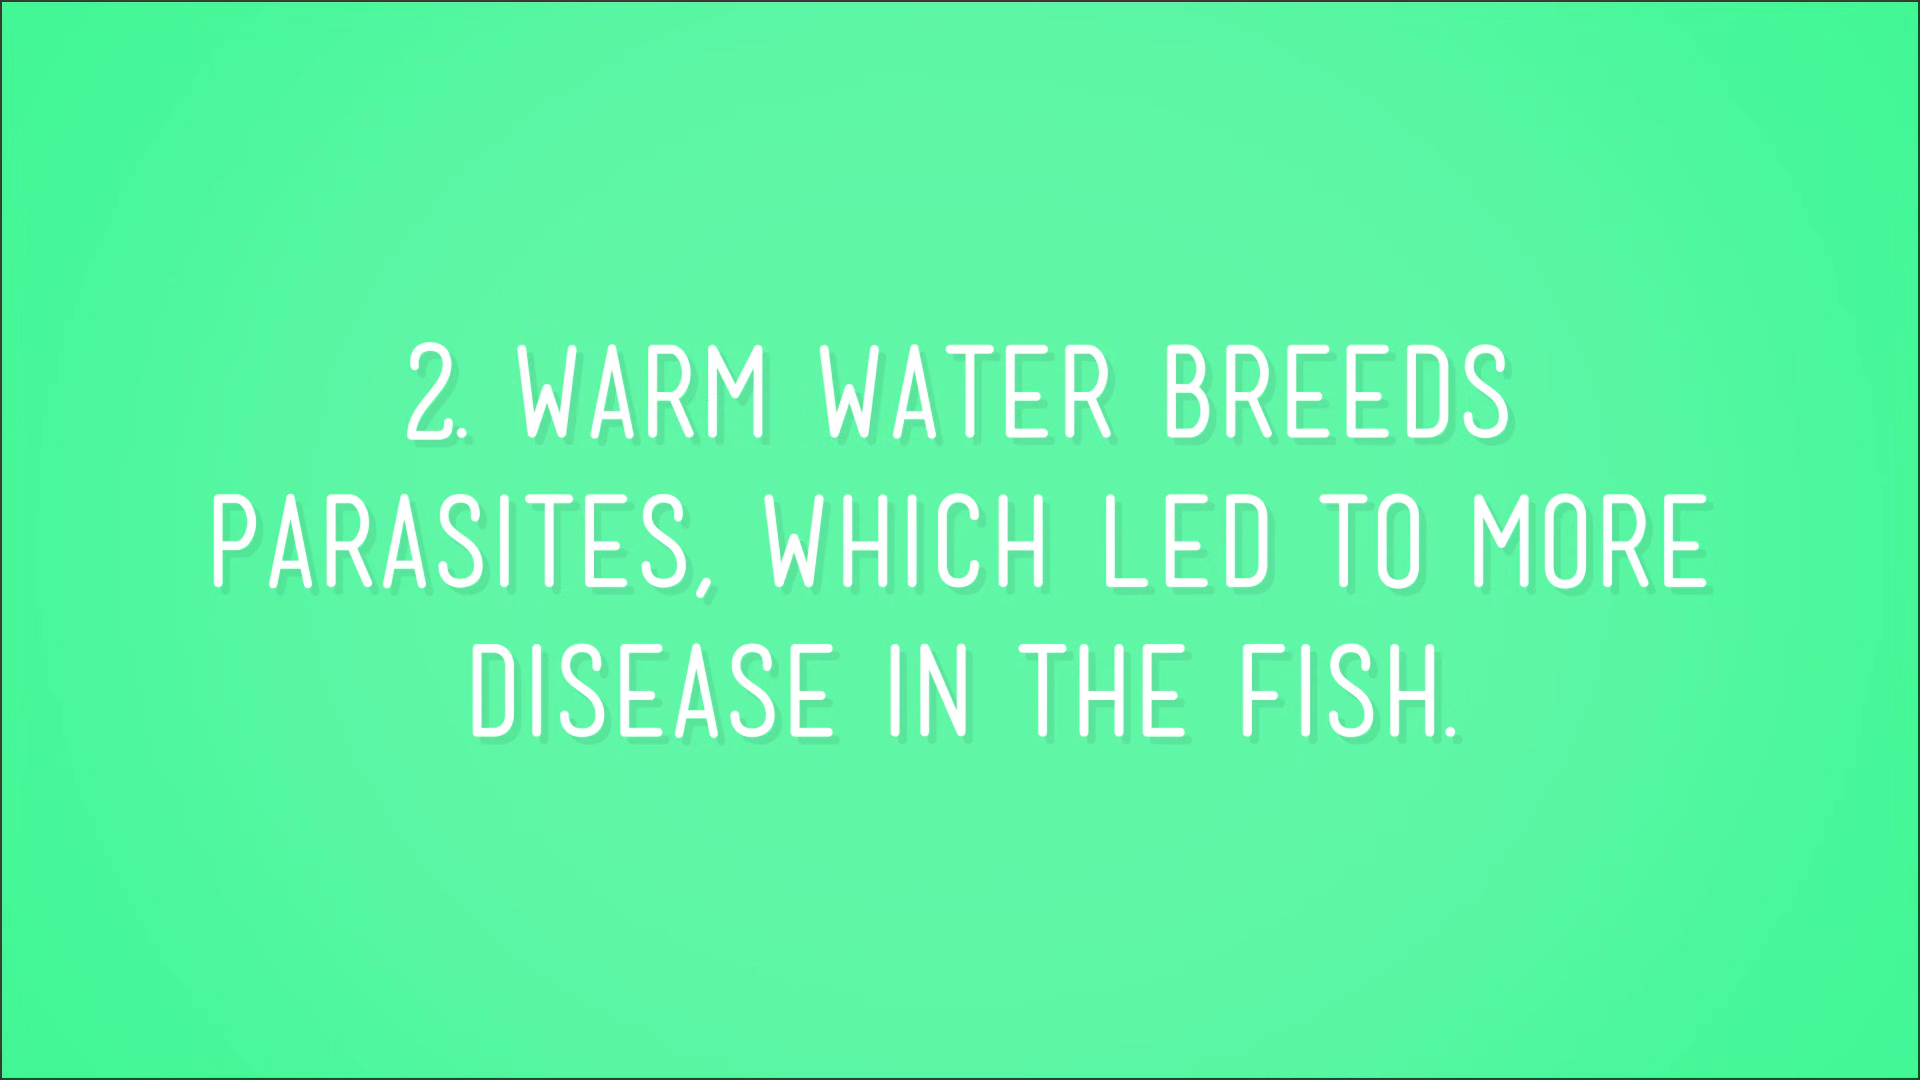 2. WARM WATER BREEDS
PARASITES, WHICH LED TO MORE
DISEASE IN THE FISH.